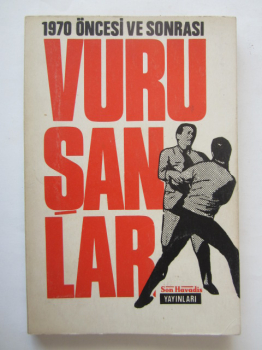 1970 ÖNCESİ VE SONRASI
VURU
ŞAN
LAR
Son Havadis
YAYINLARI